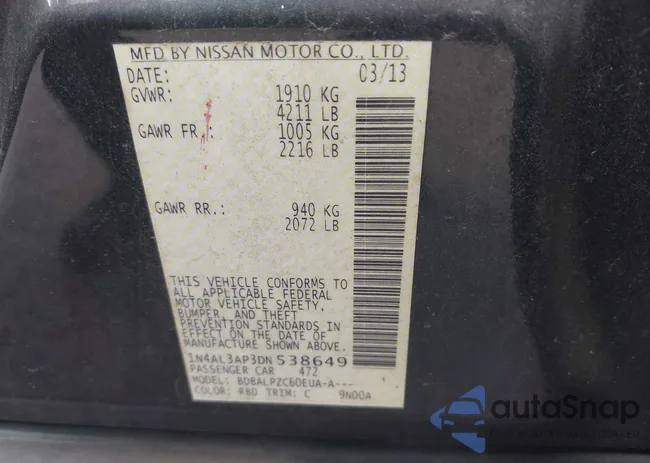 MFD BY NISSAN MOTOR CO., LTD.
DATE: 03/13
GVWR: 1910 KG
4211 LB
GAWR FR.: 1005 KG
2216 LB
GAWR RR.: 940 KG
2072 LB
THIS VEHICLE CONFORMS TO
ALL APPLICABLE FEDERAL
MOTOR VEHICLE SAFETY,
BUMPER, AND THEFT
PREVENTION STANDARDS IN
EFFECT ON THE DATE OF
MANUFACTURE SHOWN ABOVE.
1N4AL3AP3DN538649
PASSENGER CAR 472
MODEL: BDBALPZC6DEUA-A---
COLOR: RBD TRIM: C 9N00A
autoSnap